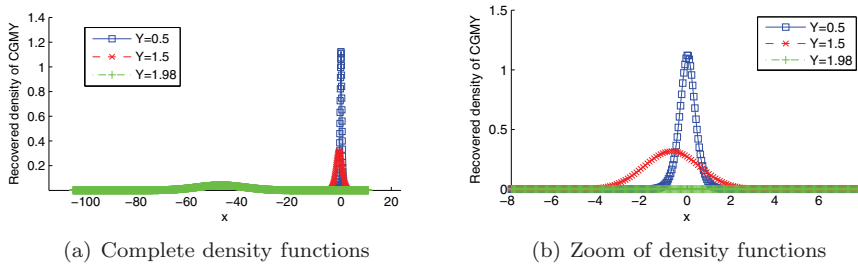 Recovered density of CGMY
1.4
1.2
1
0.8
0.6
0.4
0.2
−100 −80 −60 −40 −20 0 20
x
Y=0.5
Y=1.5
Y=1.98
(a) Complete density functions
Recovered density of CGMY
1.5
1
0.5
0
−8 −6 −4 −2 0 2 4 6
x
Y=0.5
Y=1.5
Y=1.98
(b) Zoom of density functions